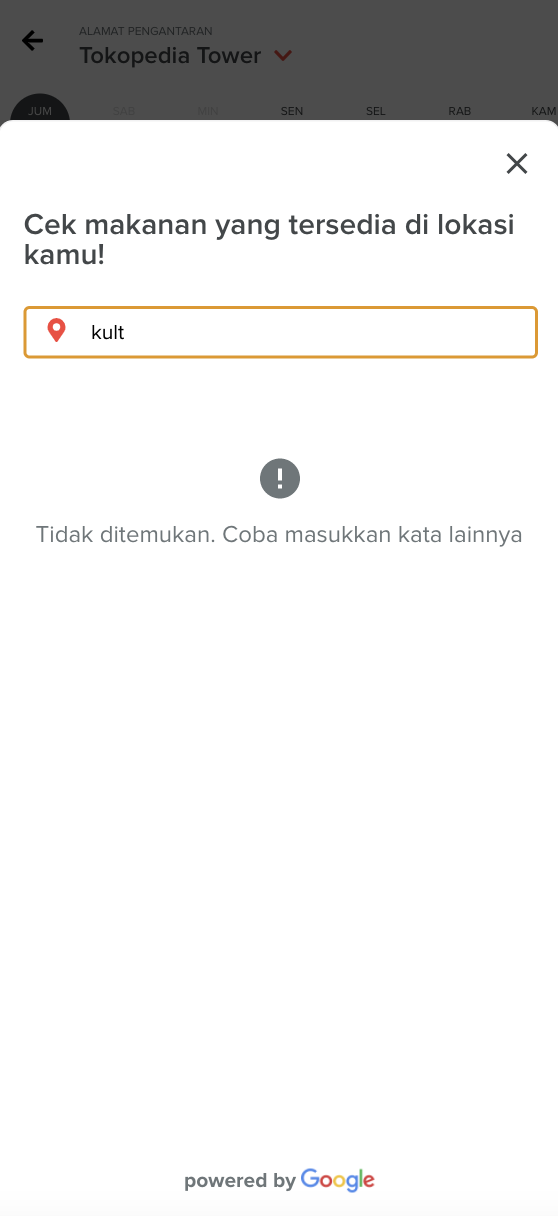 ALAMAT PENGANTARAN
Tokopedia Tower
JUM SAB MIN SEN SEL RAB KAM
Cek makanan yang tersedia di lokasi
kamu!
kult
Tidak ditemukan. Coba masukkan kata lainnya
powered by Google